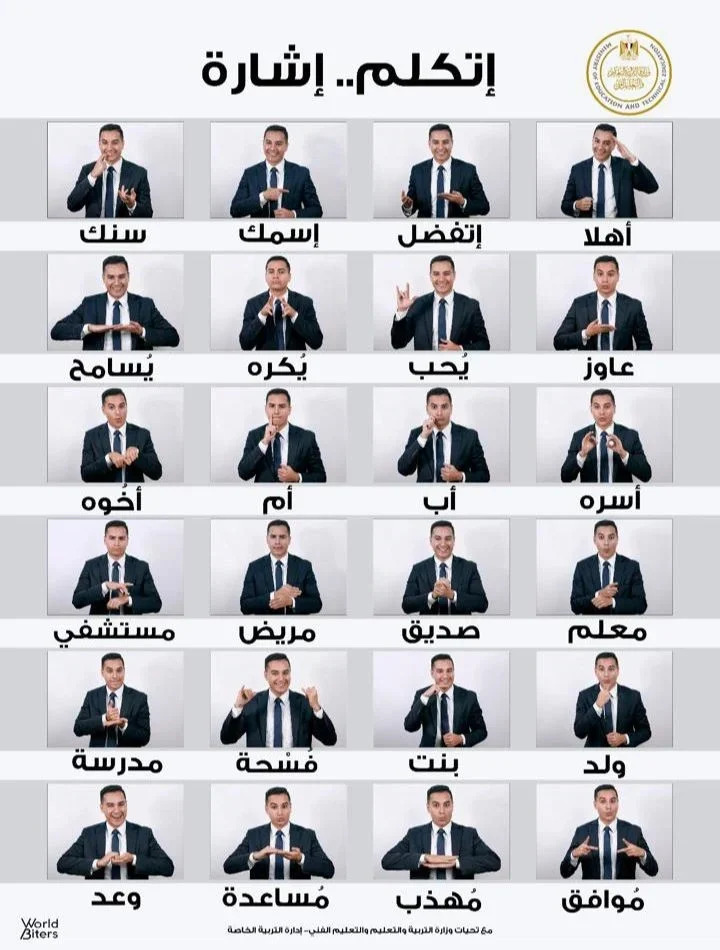 إتكلم.. إشارة
MINISTRY OF EDUCATION AND TECHNICAL EDUCATION
أهلا
إتفضل
إسمك
سنك
عاوز
يُحب
يُكره
يُسامح
أسره
أب
أم
أخُوه
معلم
صديق
مريض
مستشفي
ولد
بنت
فُسْحة
مدرسة
مُوافق
مُهذب
مُساعدة
وعد
مع تحيات وزارة التربية والتعليم والتعليم الفني- إدارة التربية الخاصة
World
Biters